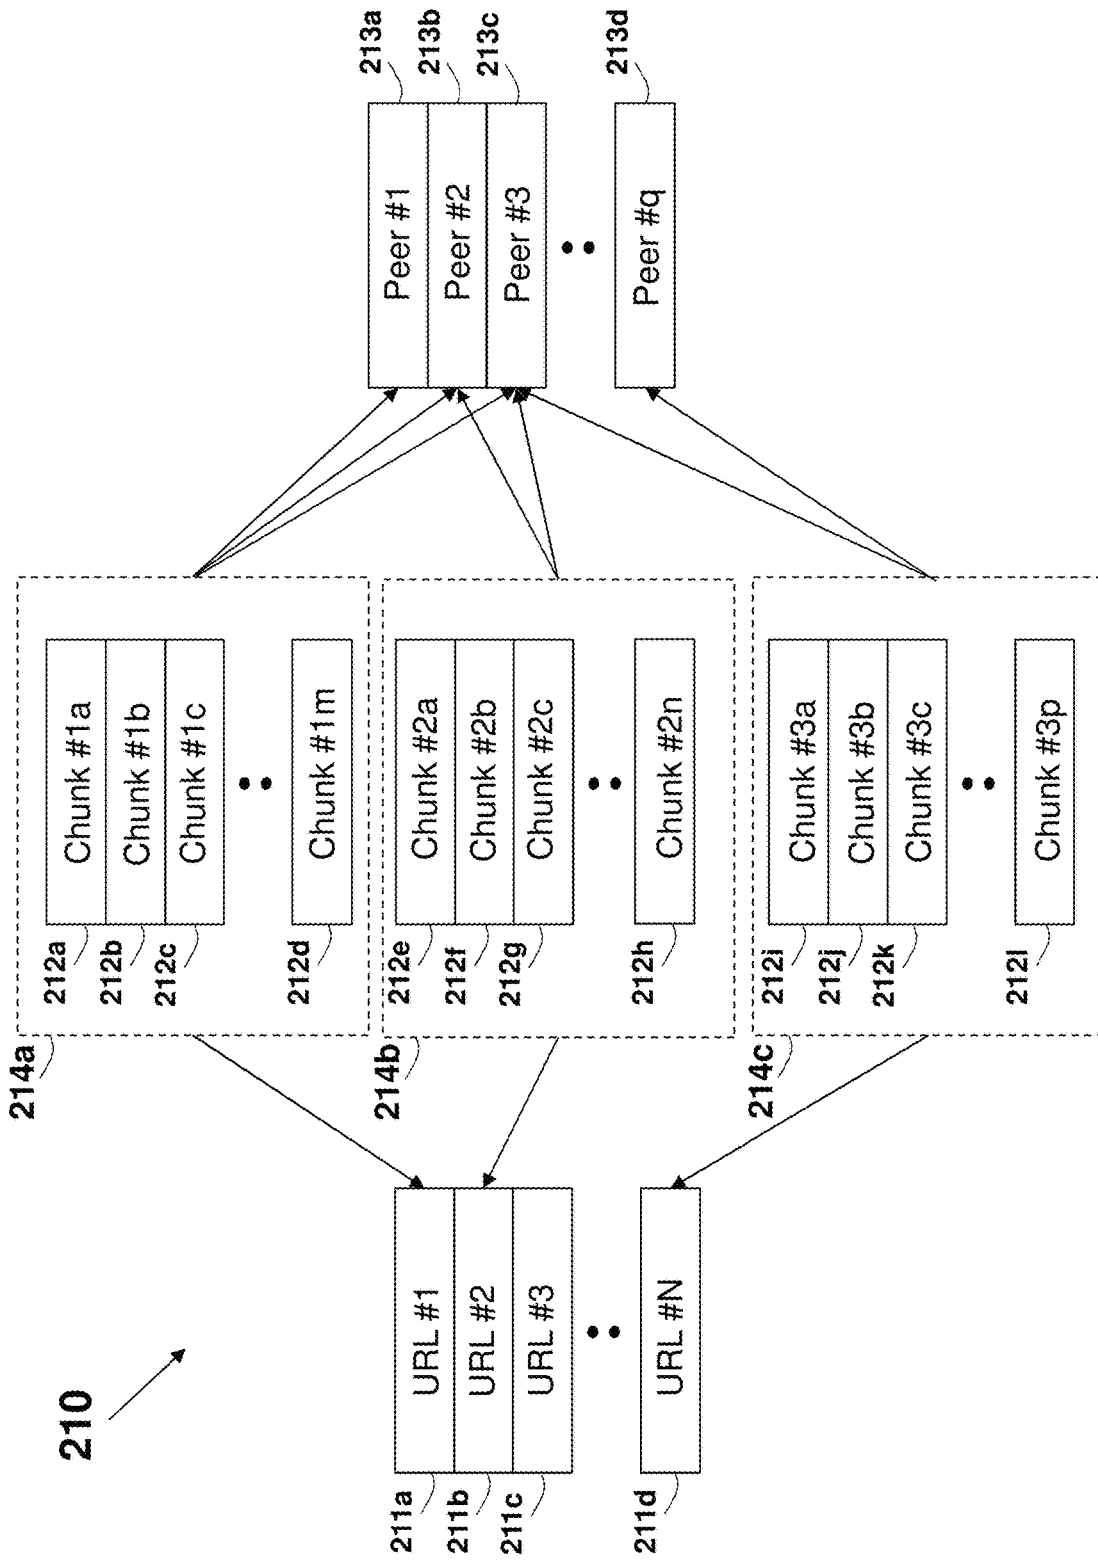 210
211a
URL #1
211b
URL #2
211c
URL #3
211d
URL #N
214a
212a
Chunk #1a
212b
Chunk #1b
212c
Chunk #1c
212d
Chunk #1m
214b
212e
Chunk #2a
212f
Chunk #2b
212g
Chunk #2c
212h
Chunk #2n
214c
212i
Chunk #3a
212j
Chunk #3b
212k
Chunk #3c
212l
Chunk #3p
Peer #1
213a
Peer #2
213b
Peer #3
213c
Peer #q
213d